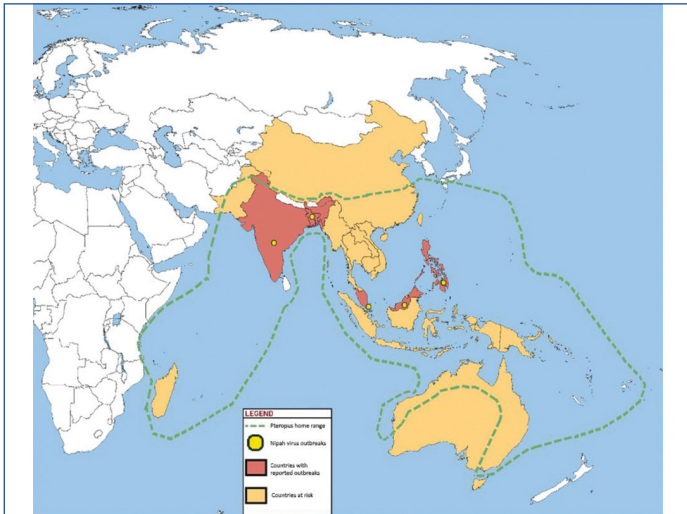 LEGEND
Pteropus home range
Nipah virus outbreaks
Countries with
reported outbreaks
Countries at risk